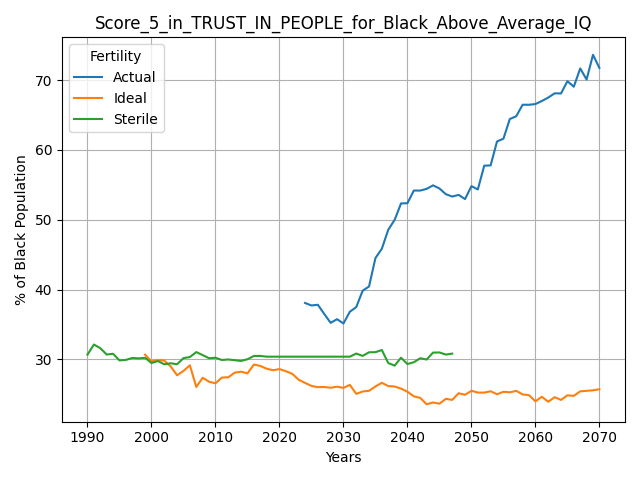 Score_5_in_TRUST_IN_PEOPLE_for_Black_Above_Average_IQ
Fertility
Actual
Ideal
Sterile
% of Black Population
70
60
50
40
30
1990 2000 2010 2020 2030 2040 2050 2060 2070
Years